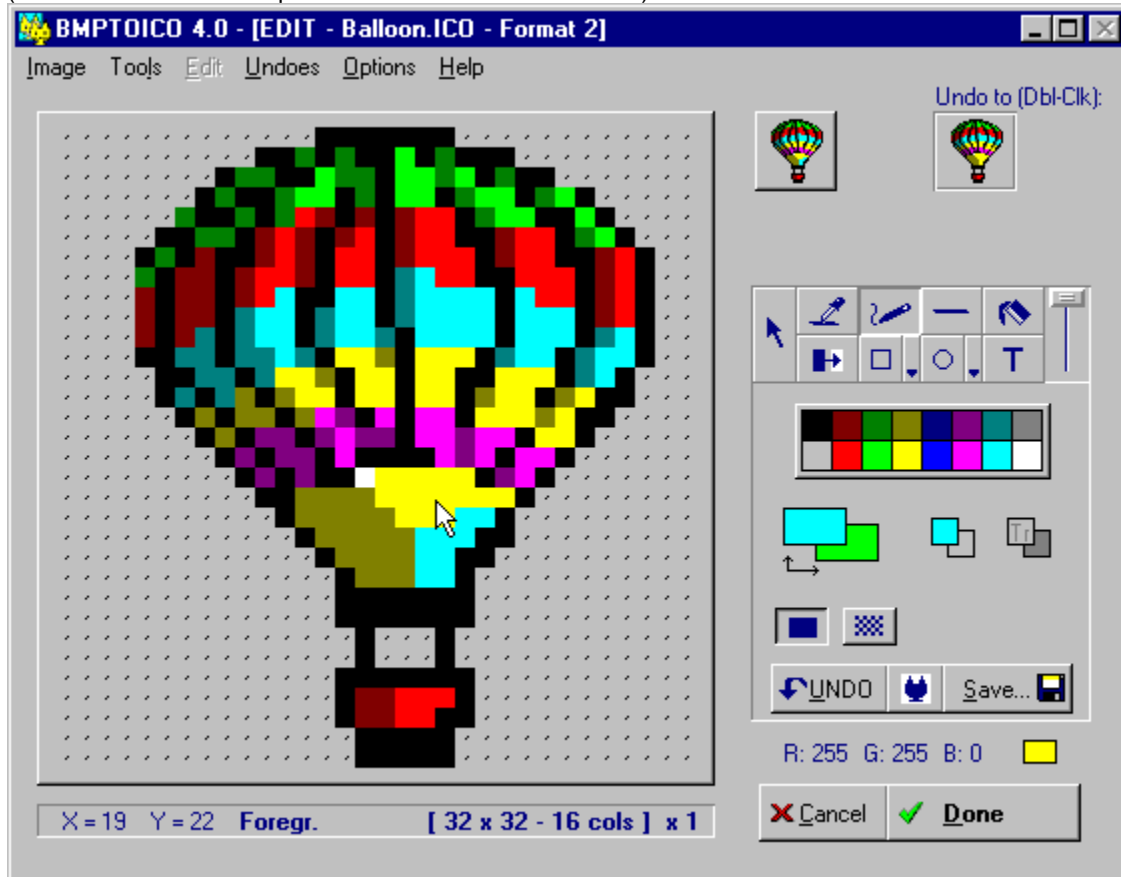 BMPTOICO 4.0 - [EDIT - Balloon.ICO - Format 2]
Image Tools Edit Undoes Options Help
Undo to (Dbl-Clk):
T
Tr
UNDO Save...
R: 255 G: 255 B: 0
Cancel Done
X = 19 Y = 22 Foregr. [ 32 x 32 - 16 cols ] x 1